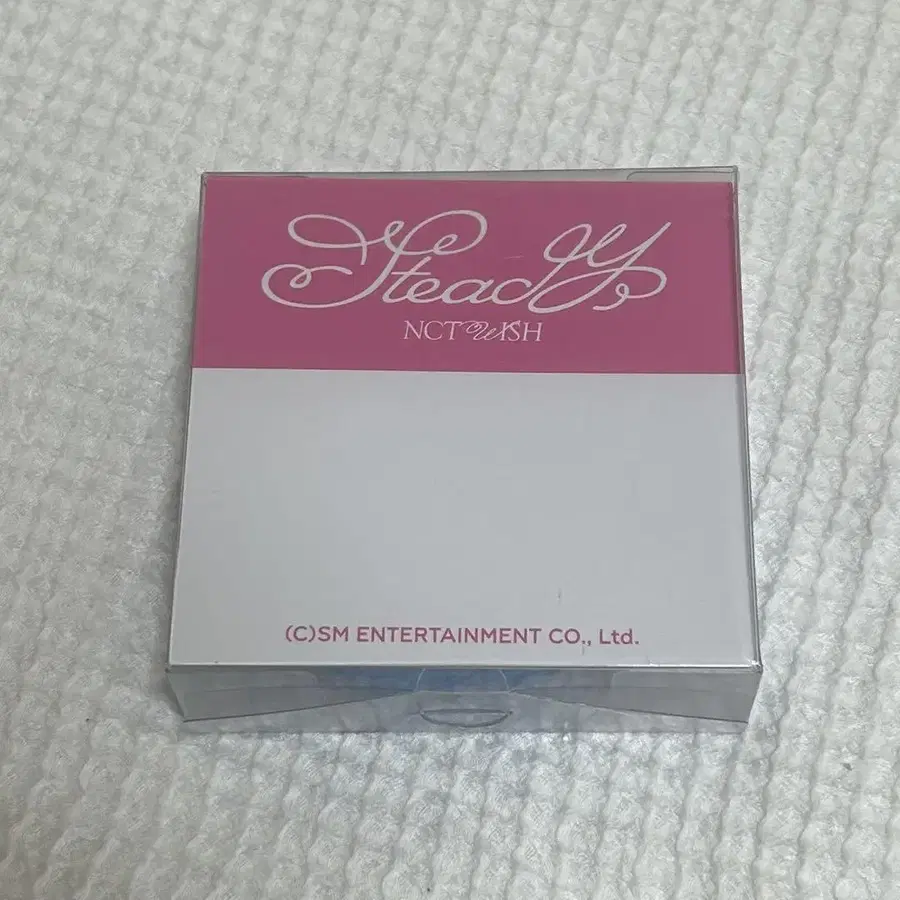 Steady
NCT WISH
(C)SM ENTERTAINMENT CO., Ltd.